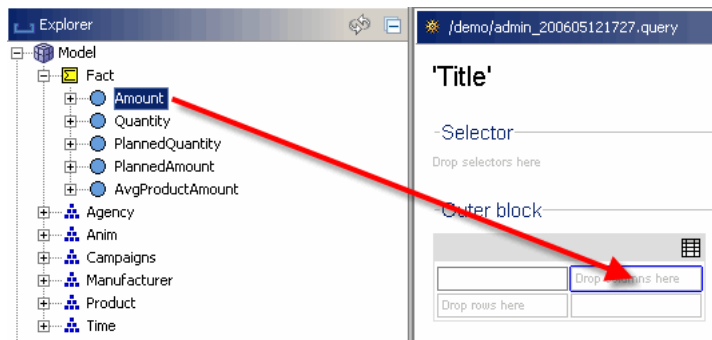 Explorer
Model
Fact
Amount
Quantity
PlannedQuantity
PlannedAmount
AvgProductAmount
Agency
Anim
Campaigns
Manufacturer
Product
Time
/demo/admin_200605121727.query
'Title'
Selector
Drop selectors here
Outer block
Drop columns here
Drop rows here